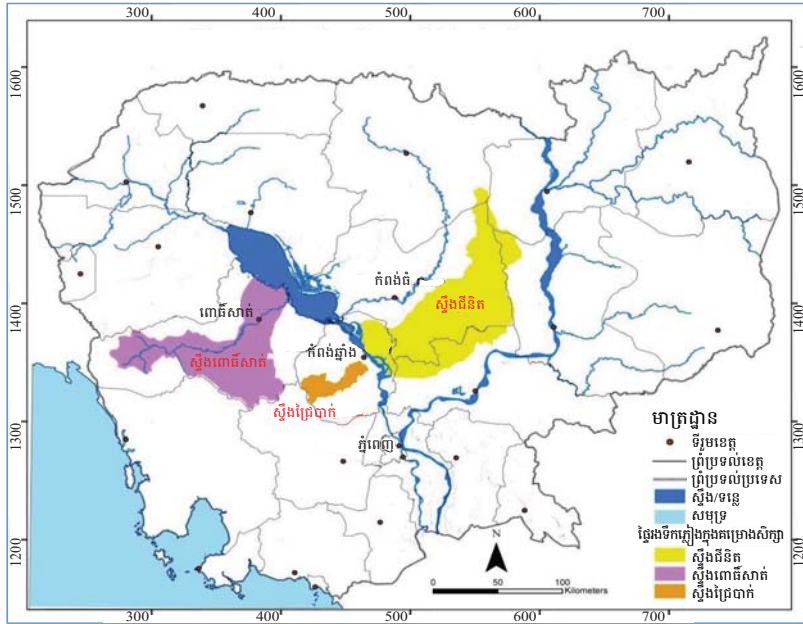 300 400 500 600 700
1600 1600
1500 1500
កំពង់ធំ
ស្ទឹងជីនិត
1400 1400
ពោធិ៍សាត់
កំពង់ឆ្នាំង
ស្ទឹងពោធិ៍សាត់
ស្ទឹងជ្រៃបាក់
1300 1300
ភ្នំពេញ
មាត្រដ្ឋាន
ទីរួមខេត្ត
ព្រំប្រទល់ខេត្ត
ព្រំប្រទល់ប្រទេស
ស្ទឹង/ទន្លេ
សមុទ្រ
ផ្ទៃរងទឹកភ្លៀងក្នុងគម្រោងសិក្សា
ស្ទឹងជីនិត
ស្ទឹងពោធិ៍សាត់
ស្ទឹងជ្រៃបាក់
1200 1200
N
0 50 100
Kilometers
300 400 500 600 700